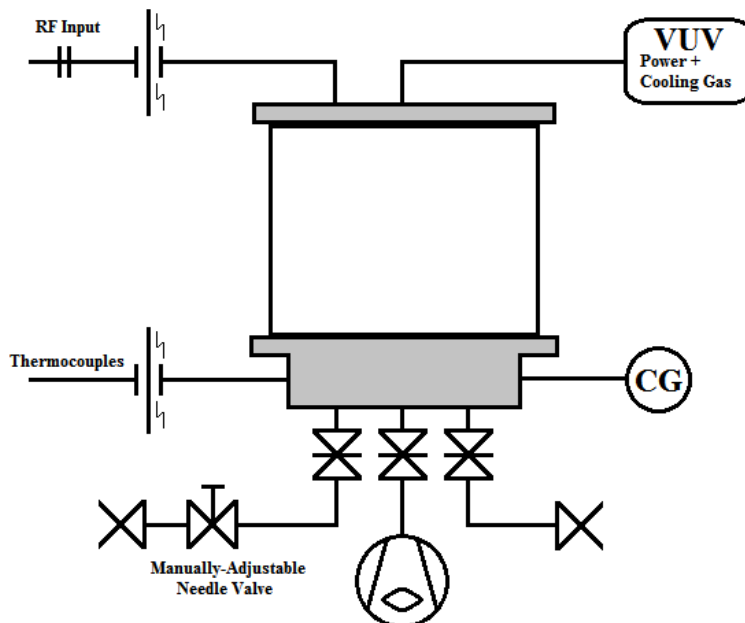 RF Input
VUV
Power +
Cooling Gas
Thermocouples
CG
Manually-Adjustable
Needle Valve